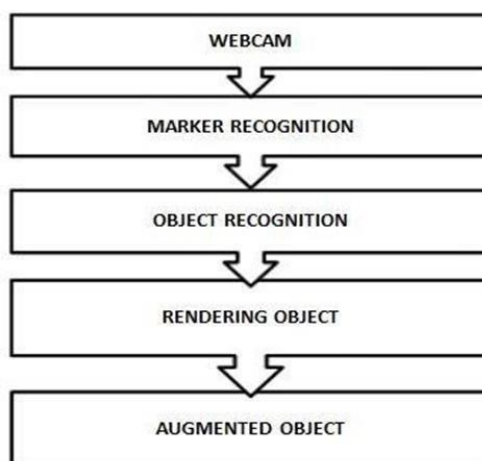 WEBCAM
MARKER RECOGNITION
OBJECT RECOGNITION
RENDERING OBJECT
AUGMENTED OBJECT